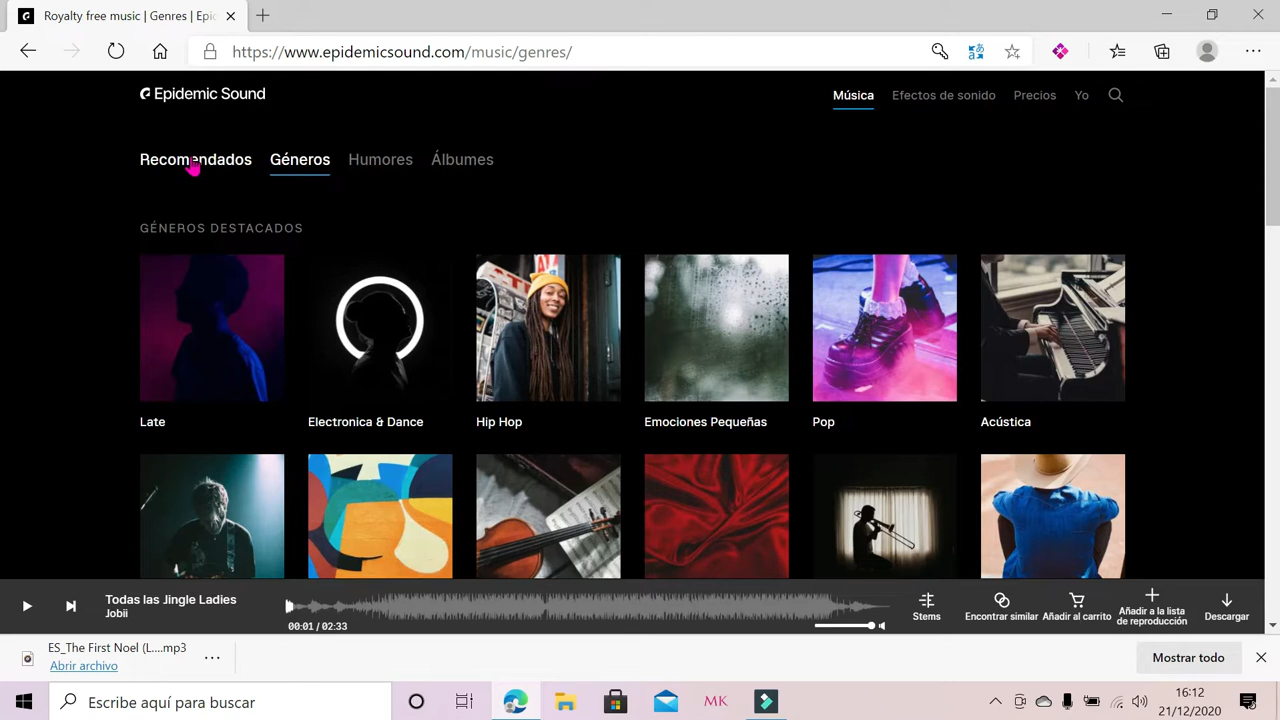 Royalty free music | Genres | Epic
https://www.epidemicsound.com/music/genres/
Epidemic Sound
Música
Efectos de sonido
Precios
Yo
Recomendados
Géneros
Humores
Álbumes
GÉNEROS DESTACADOS
Late
Electronica & Dance
Hip Hop
Emociones Pequeñas
Pop
Acústica
Todas las Jingle Ladies
Jobii
00:01 / 02:33
Stems
Encontrar similar
Añadir al carrito
Añadir a la lista
de reproducción
Descargar
ES_The First Noel (L....mp3
Abrir archivo
Mostrar todo
Escribe aquí para buscar
MK
16:12
21/12/2020